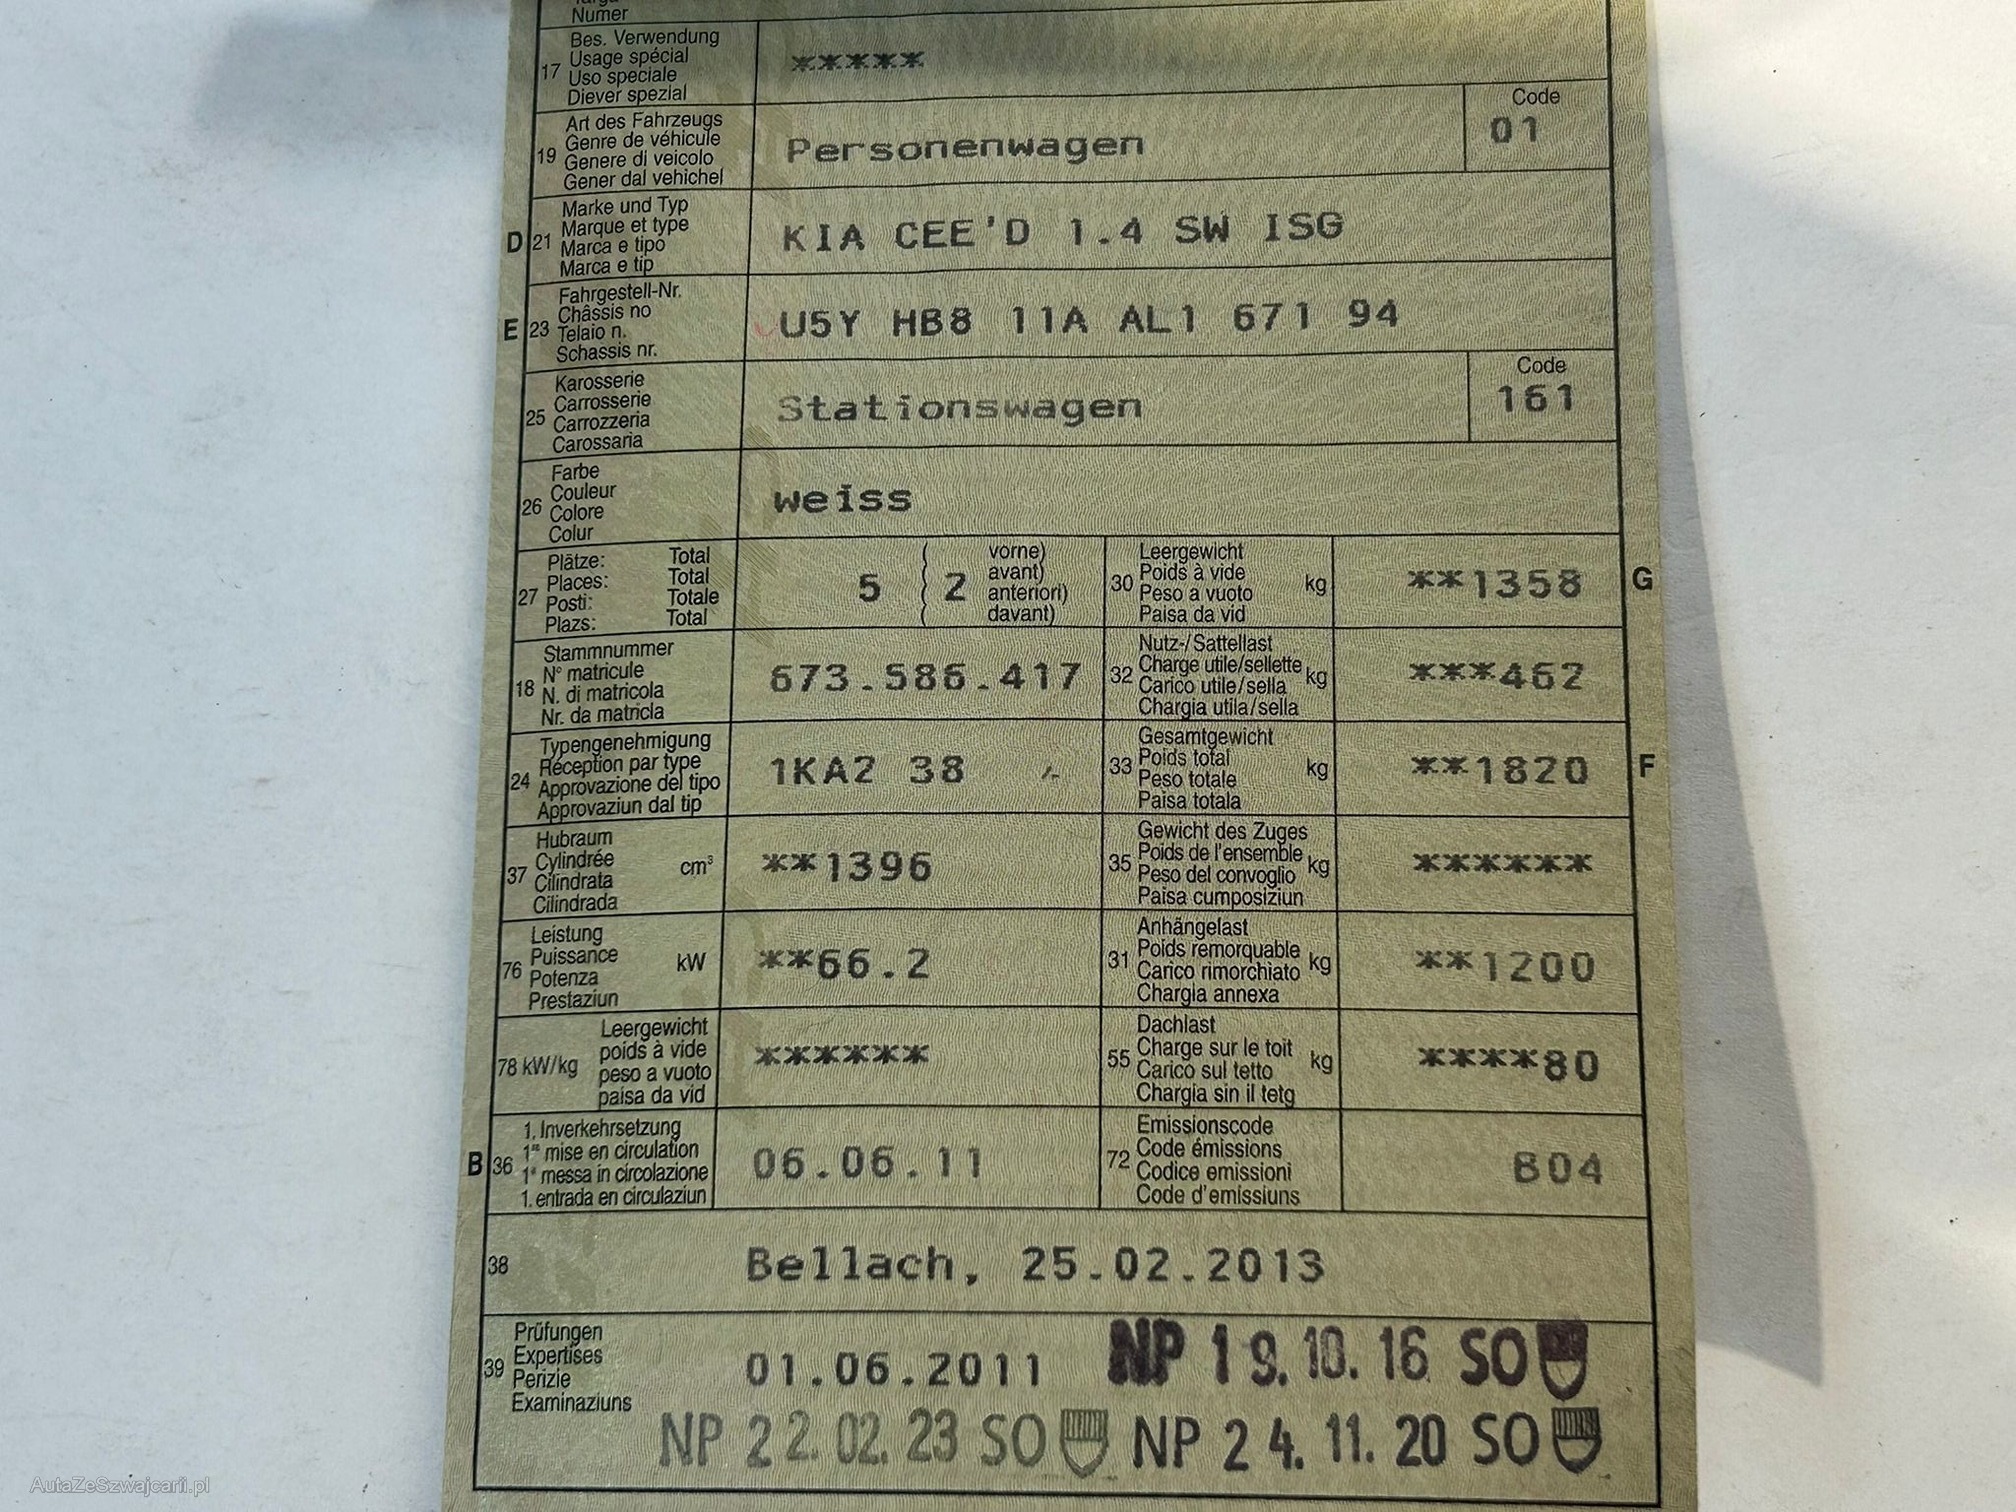 Numer
17 Bes. Verwendung
Usage spécial
Uso speciale
Diever spezial
*****
19 Art des Fahrzeugs
Genre de véhicule
Genere di veicolo
Gener dal vehichel
Personenwagen
Code
01
D 21 Marke und Typ
Marque et type
Marca e tipo
Marca e tip
KIA CEE'D 1.4 SW ISG
E 23 Fahrgestell-Nr.
Châssis no
Telaio n.
Schassis nr.
U5Y HB8 11A AL1 671 94
25 Karosserie
Carrosserie
Carrozzeria
Carossaria
Stationswagen
Code
161
26 Farbe
Couleur
Colore
Colur
weiss
27 Plätze: Total
Places: Total
Posti: Totale
Plazs: Total
5 ( 2 vorne)
avant)
anteriori)
davant)
30 Leergewicht
Poids à vide
Peso a vuoto
Paisa da vid
kg
**1358 G
18 Stammnummer
N° matricule
N. di matricola
Nr. da matricla
673.586.417
32 Nutz-/Sattellast
Charge utile/sellette
Carico utile/sella
Chargia utila/sella
kg
***462
24 Typengenehmigung
Réception par type
Approvazione del tipo
Approvaziun dal tip
1KA2 38
33 Gesamtgewicht
Poids total
Peso totale
Paisa totala
kg
**1820 F
37 Hubraum
Cylindrée
Cilindrata
Cilindrada
cm³
**1396
35 Gewicht des Zuges
Poids de l'ensemble
Peso del convoglio
Paisa cumposiziun
kg
******
76 Leistung
Puissance
Potenza
Prestaziun
kW
**66.2
31 Anhängelast
Poids remorquable
Carico rimorchiato
Chargia annexa
kg
**1200
78 kW/kg Leergewicht
poids à vide
peso a vuoto
paisa da vid
******
55 Dachlast
Charge sur le toit
Carico sul tetto
Chargia sin il tetg
kg
****80
B 36 1. Inverkehrsetzung
1re mise en circulation
1a messa in circolazione
1. entrada en circulaziun
06.06.11
72 Emissionscode
Code émissions
Codice emissioni
Code d'emissiuns
B04
38 Bellach, 25.02.2013
39 Prüfungen
Expertises
Perizie
Examinaziuns
01.06.2011 NP 19.10.16 SO
NP 22.02.23 SO NP 24.11.20 SO
AutaZeSzwajcarii.pl